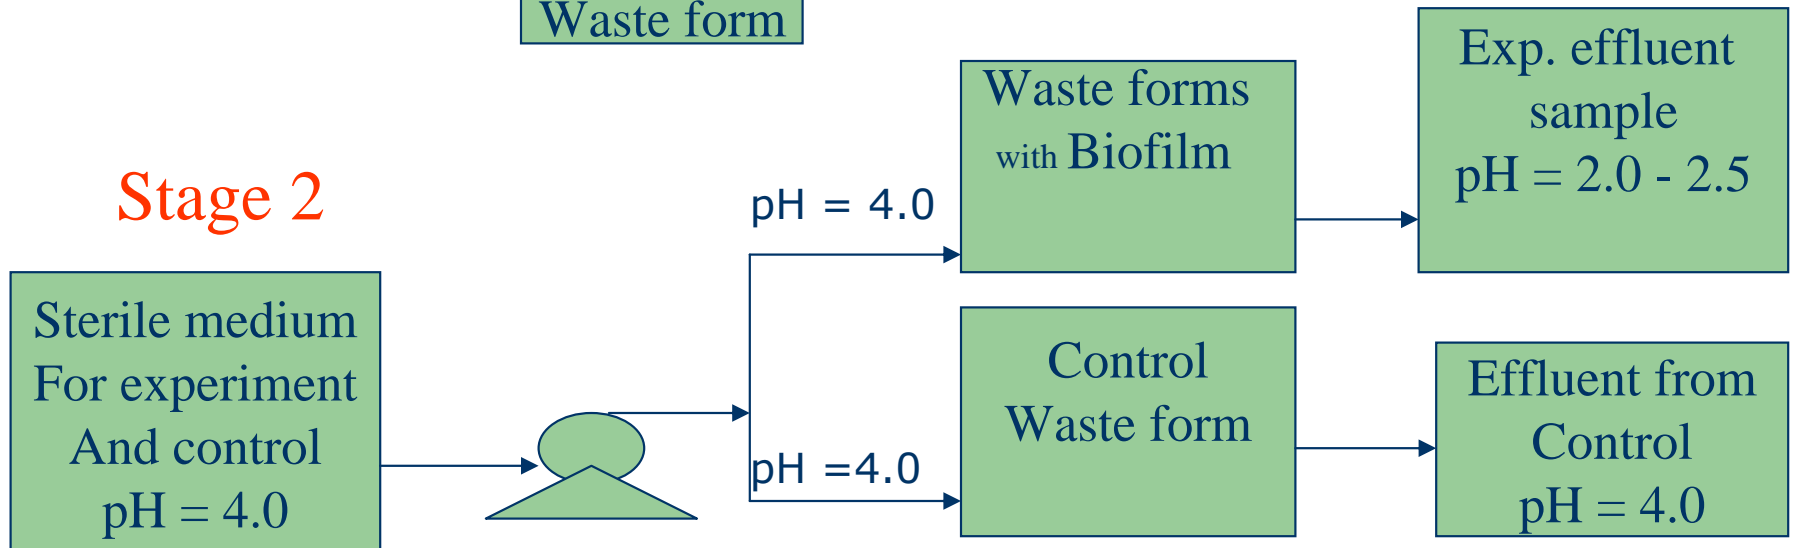 Waste form
Stage 2
Sterile medium
For experiment
And control
pH = 4.0
pH = 4.0
pH =4.0
Waste forms
with Biofilm
Control
Waste form
Exp. effluent
sample
pH = 2.0 - 2.5
Effluent from
Control
pH = 4.0